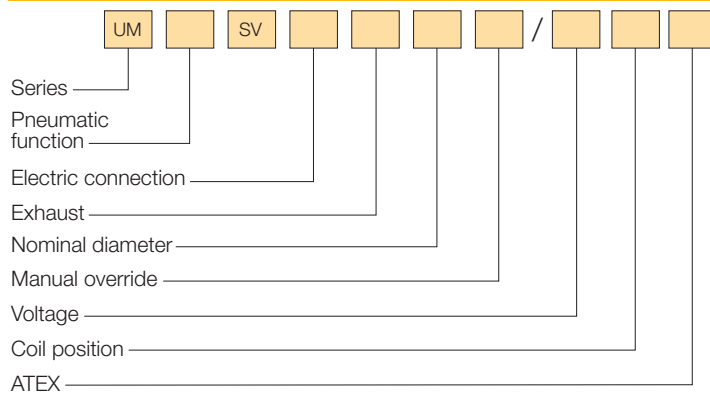 UM SV /
Series
Pneumatic
function
Electric connection
Exhaust
Nominal diameter
Manual override
Voltage
Coil position
ATEX